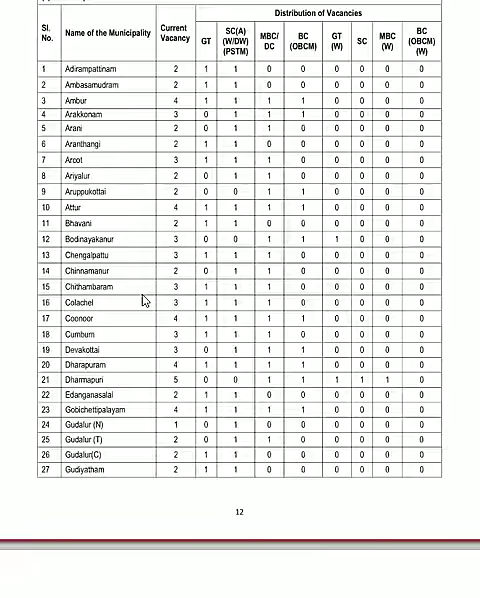 Distribution of Vacancies
Sl. No. Name of the Municipality Current Vacancy GT SC(A) (W/DW) (PSTM) MBC/ DC BC (OBCM) GT (W) SC MBC (W) BC (OBCM) (W)
1 Adirampattinam 2 1 1 0 0 0 0 0 0
2 Ambasamudram 2 1 1 0 0 0 0 0 0
3 Ambur 4 1 1 1 1 0 0 0 0
4 Arakkonam 3 0 1 1 1 0 0 0 0
5 Arani 2 0 1 1 0 0 0 0 0
6 Aranthangi 2 1 1 0 0 0 0 0 0
7 Arcot 3 1 1 1 0 0 0 0 0
8 Ariyalur 2 0 1 1 0 0 0 0 0
9 Aruppukottai 2 0 0 1 1 0 0 0 0
10 Attur 4 1 1 1 1 0 0 0 0
11 Bhavani 2 1 1 0 0 0 0 0 0
12 Bodinayakanur 3 0 0 1 1 1 0 0 0
13 Chengalpattu 3 1 1 1 0 0 0 0 0
14 Chinnamanur 2 0 1 1 0 0 0 0 0
15 Chithambaram 3 1 1 1 0 0 0 0 0
16 Colachel 3 1 1 1 0 0 0 0 0
17 Coonoor 4 1 1 1 1 0 0 0 0
18 Cumbum 3 1 1 1 0 0 0 0 0
19 Devakottai 3 0 1 1 1 0 0 0 0
20 Dharapuram 4 1 1 1 1 0 0 0 0
21 Dharmapuri 5 0 0 1 1 1 1 1 0
22 Edanganasalai 2 1 1 0 0 0 0 0 0
23 Gobichettipalayam 4 1 1 1 1 0 0 0 0
24 Gudalur (N) 1 0 1 0 0 0 0 0 0
25 Gudalur (T) 2 0 1 1 0 0 0 0 0
26 Gudalur(C) 2 1 1 0 0 0 0 0 0
27 Gudiyatham 2 1 1 0 0 0 0 0 0
12